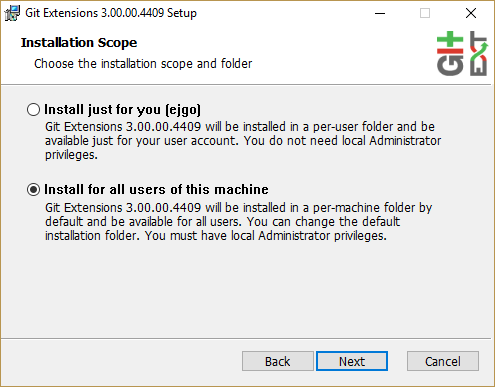 Git Extensions 3.00.00.4409 Setup
Installation Scope
Choose the installation scope and folder
Git
EXT
Install just for you (ejgo)
Git Extensions 3.00.00.4409 will be installed in a per-user folder and be
available just for your user account. You do not need local Administrator
privileges.
Install for all users of this machine
Git Extensions 3.00.00.4409 will be installed in a per-machine folder by
default and be available for all users. You can change the default
installation folder. You must have local Administrator privileges.
Back
Next
Cancel